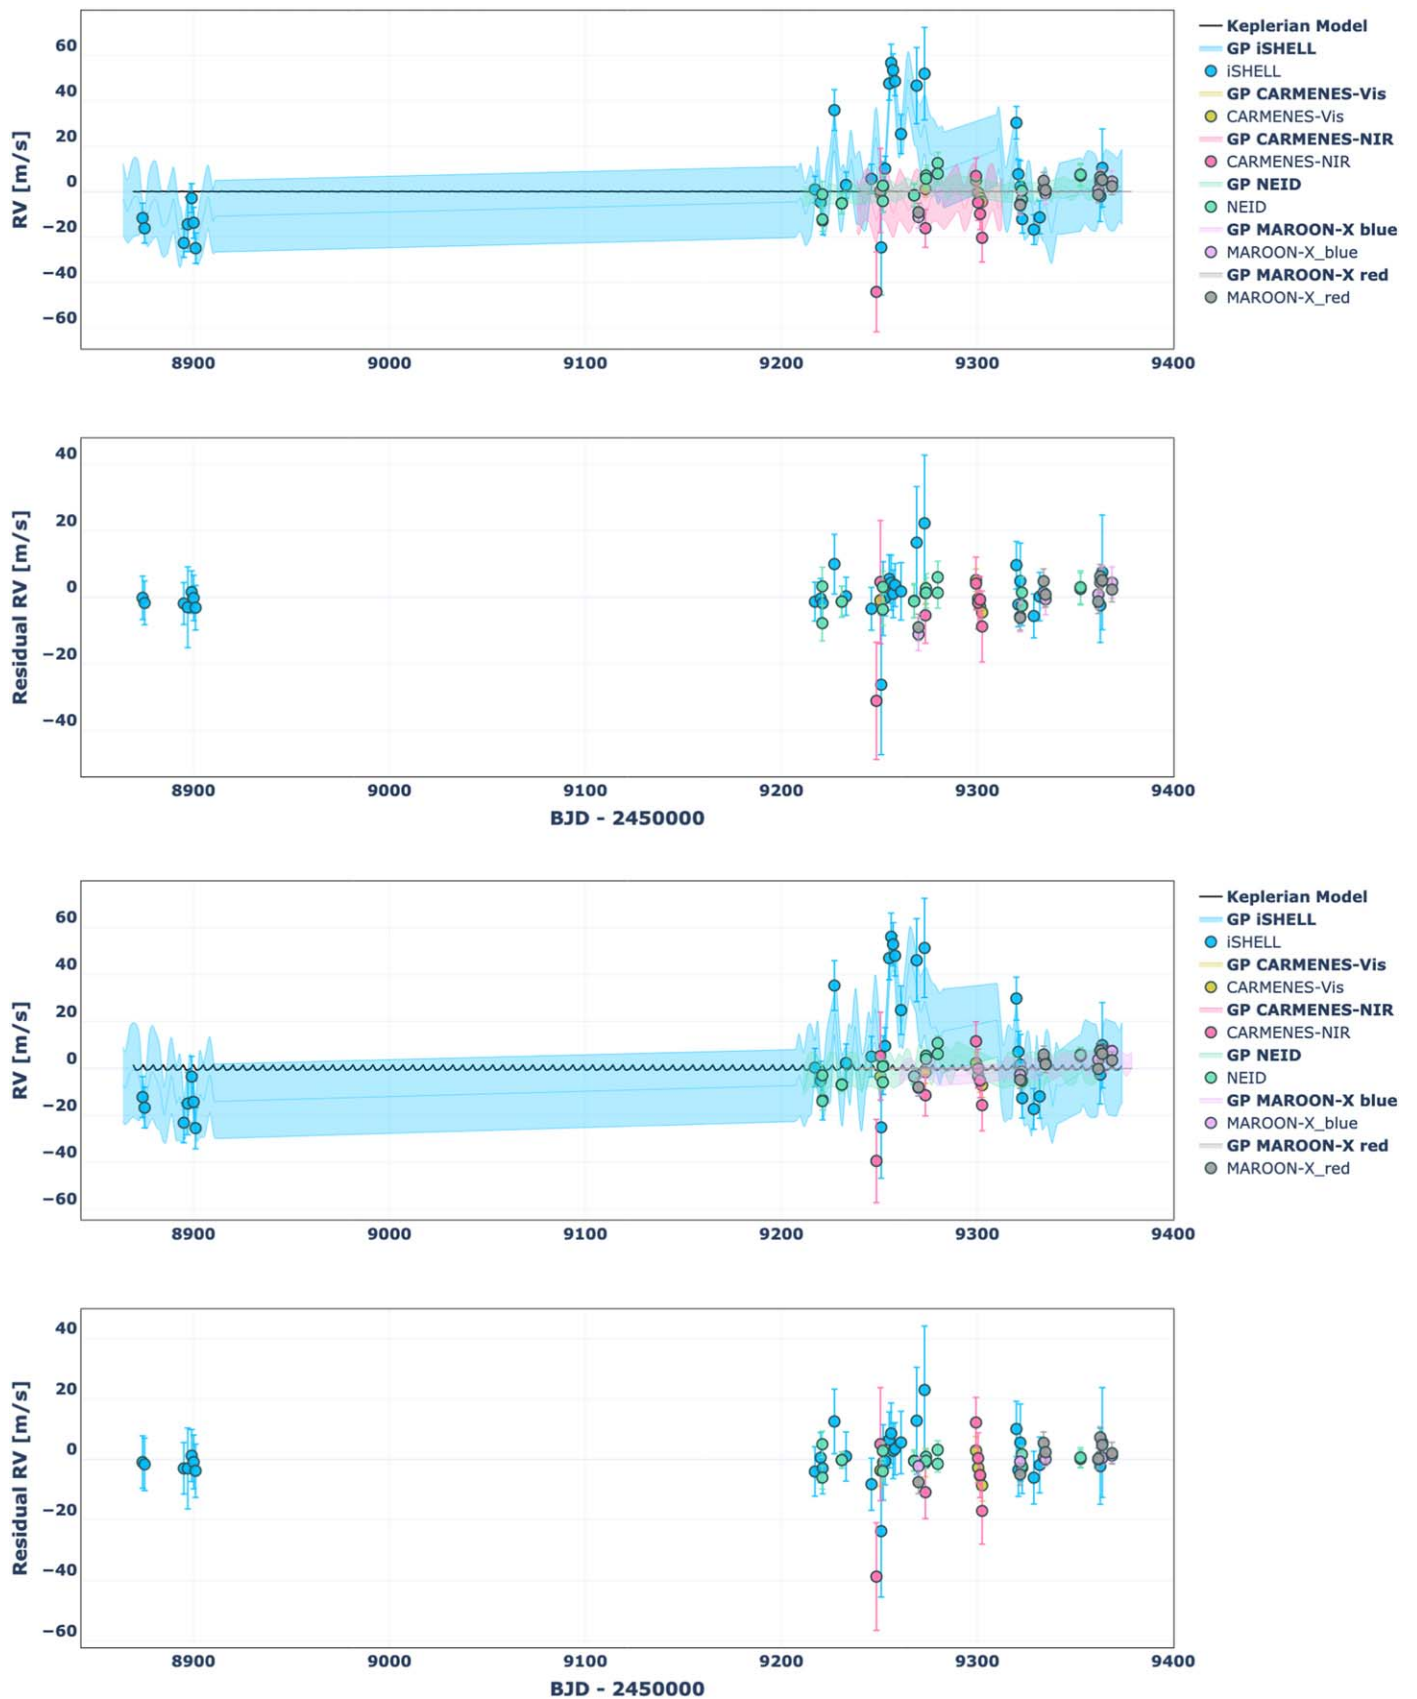 RV [m/s]
60
40
20
0
−20
−40
−60
8900 9000 9100 9200 9300 9400
Keplerian Model
GP iSHELL
iSHELL
GP CARMENES-Vis
CARMENES-Vis
GP CARMENES-NIR
CARMENES-NIR
GP NEID
NEID
GP MAROON-X blue
MAROON-X_blue
GP MAROON-X red
MAROON-X_red
Residual RV [m/s]
40
20
0
−20
−40
8900 9000 9100 9200 9300 9400
BJD - 2450000
RV [m/s]
60
40
20
0
−20
−40
−60
8900 9000 9100 9200 9300 9400
Keplerian Model
GP iSHELL
iSHELL
GP CARMENES-Vis
CARMENES-Vis
GP CARMENES-NIR
CARMENES-NIR
GP NEID
NEID
GP MAROON-X blue
MAROON-X_blue
GP MAROON-X red
MAROON-X_red
Residual RV [m/s]
40
20
0
−20
−40
−60
8900 9000 9100 9200 9300 9400
BJD - 2450000